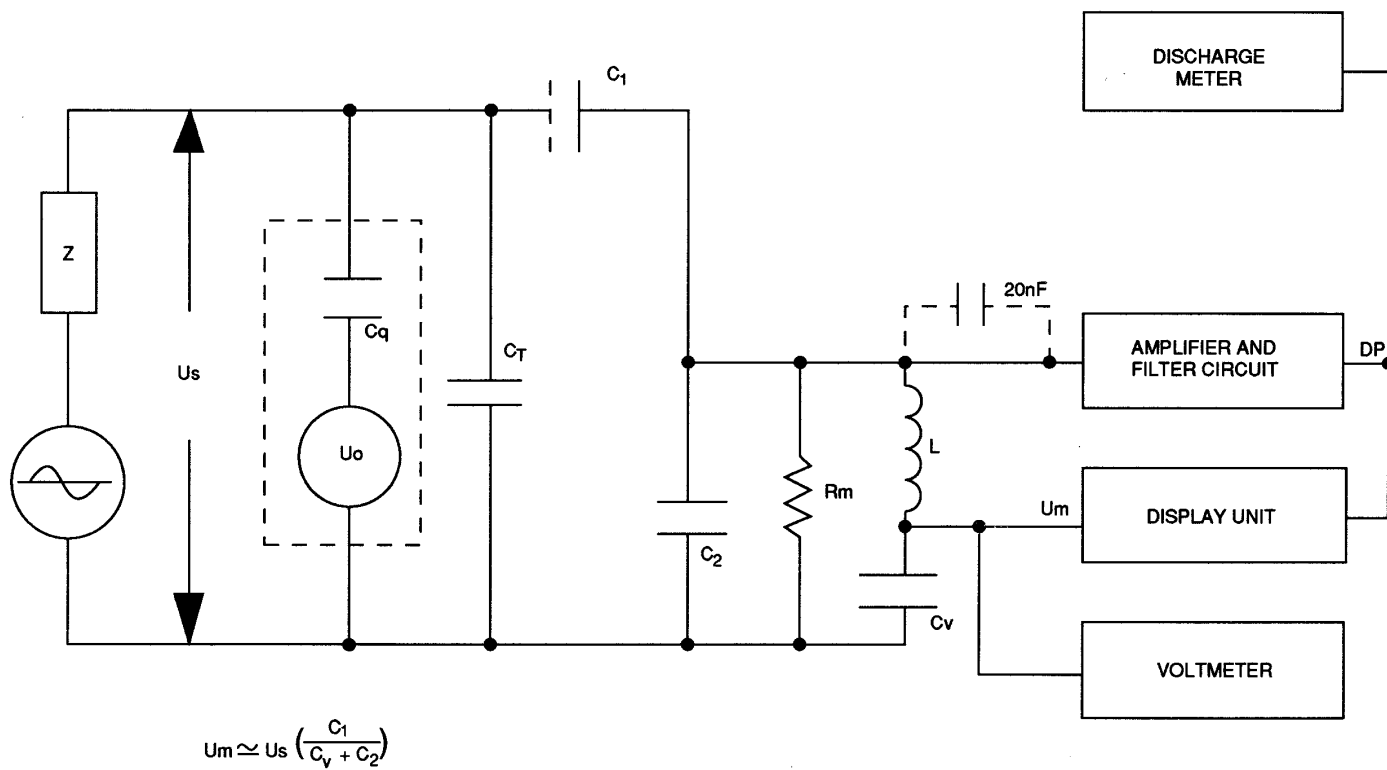 DISCHARGE
METER
C₁
Z
Us
Cq
Uo
C_T
20nF
AMPLIFIER AND
FILTER CIRCUIT
DP
L
Rm
C₂
Um
DISPLAY UNIT
Cv
VOLTMETER
Um ≃ Us (C₁ / (Cᵥ + C₂))